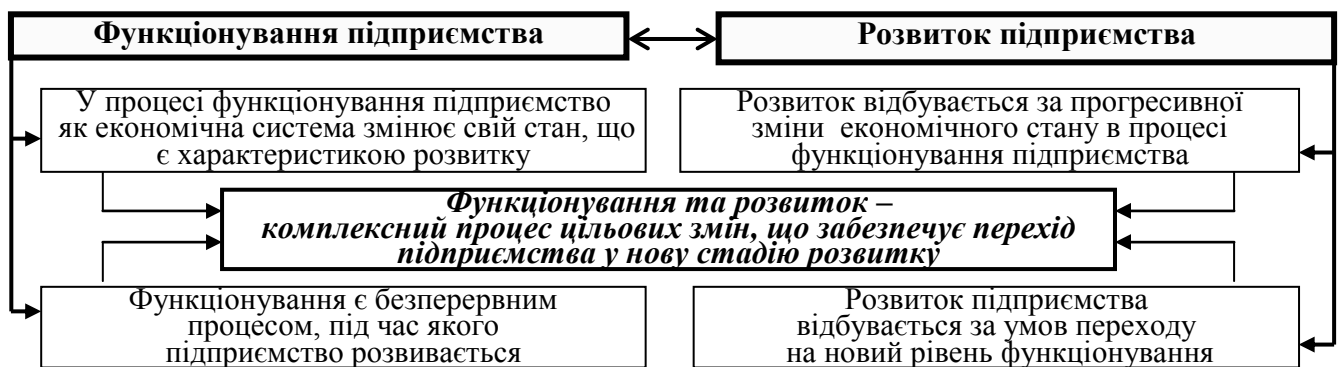 Функціонування підприємства
Розвиток підприємства
У процесі функціонування підприємство
як економічна система змінює свій стан, що
є характеристикою розвитку
Розвиток відбувається за прогресивної
зміни економічного стану в процесі
функціонування підприємства
Функціонування та розвиток –
комплексний процес цільових змін, що забезпечує перехід
підприємства у нову стадію розвитку
Функціонування є безперервним
процесом, під час якого
підприємство розвивається
Розвиток підприємства
відбувається за умов переходу
на новий рівень функціонування